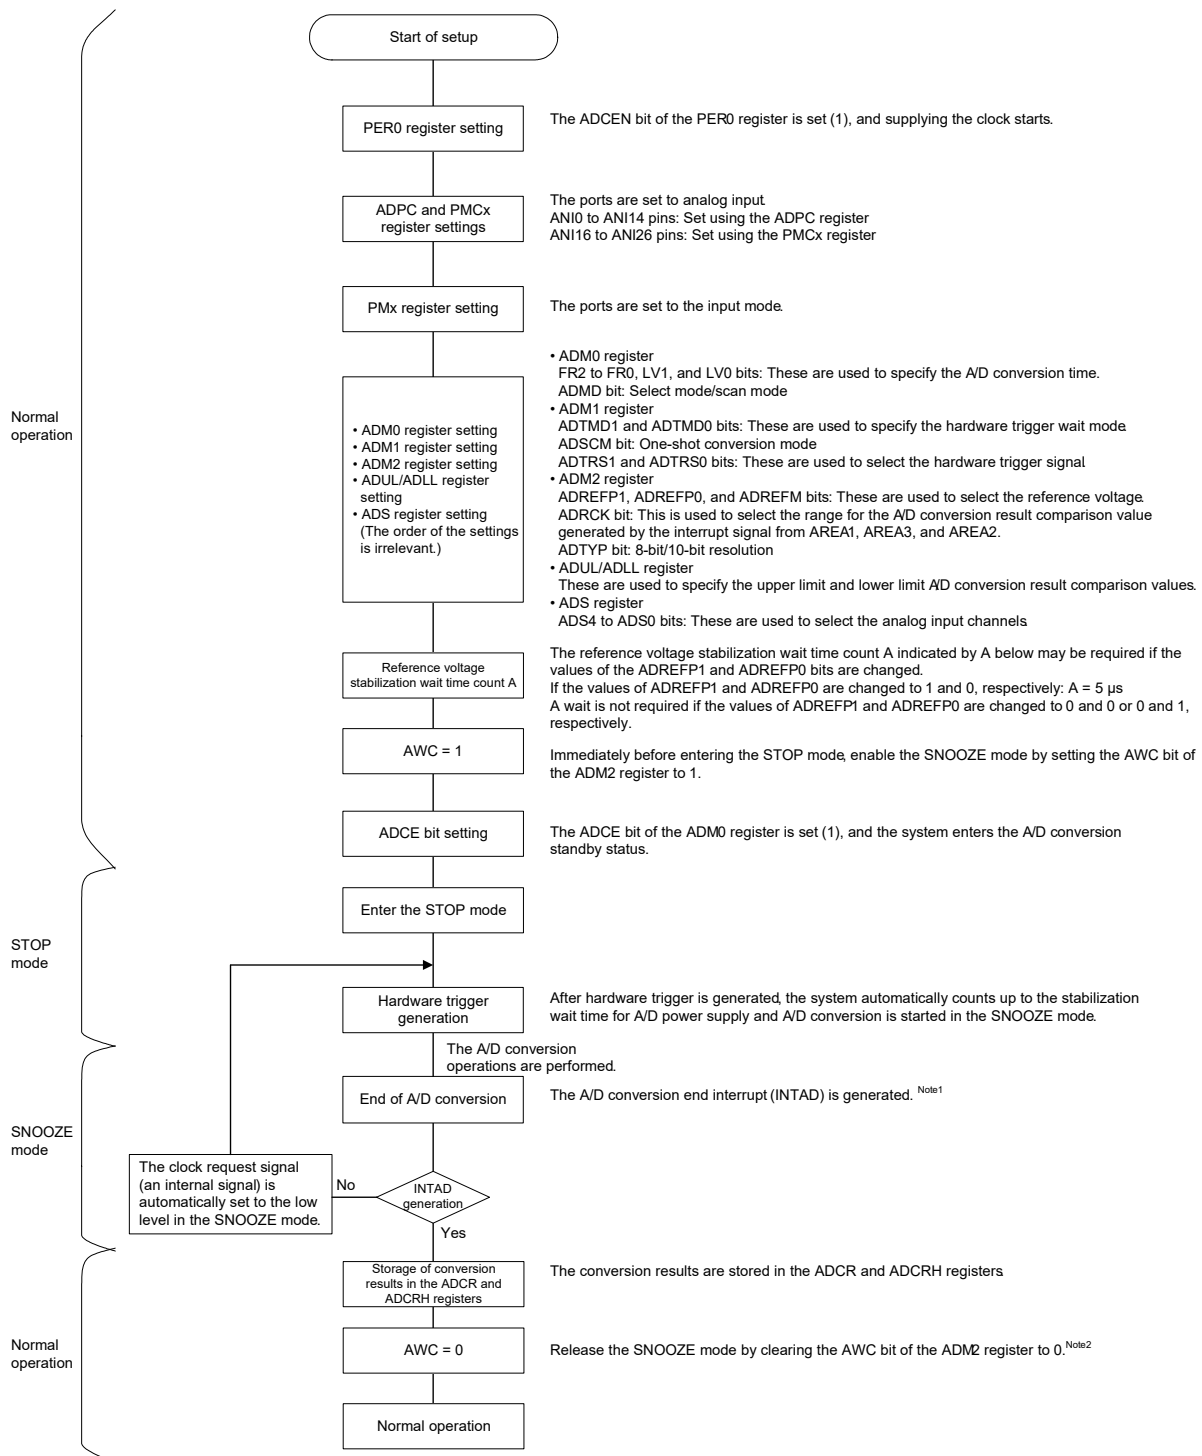 Start of setup
PER0 register setting
The ADCEN bit of the PER0 register is set (1), and supplying the clock starts.
ADPC and PMCx
register settings
The ports are set to analog input.
ANI0 to ANI14 pins: Set using the ADPC register
ANI16 to ANI26 pins: Set using the PMCx register
PMx register setting
The ports are set to the input mode.
Normal
operation
• ADM0 register setting
• ADM1 register setting
• ADM2 register setting
• ADUL/ADLL register
setting
• ADS register setting
(The order of the settings
is irrelevant.)
• ADM0 register
FR2 to FR0, LV1, and LV0 bits: These are used to specify the A/D conversion time.
ADMD bit: Select mode/scan mode
• ADM1 register
ADTMD1 and ADTMD0 bits: These are used to specify the hardware trigger wait mode.
ADSCM bit: One-shot conversion mode
ADTRS1 and ADTRS0 bits: These are used to select the hardware trigger signal.
• ADM2 register
ADREFP1, ADREFP0, and ADREFM bits: These are used to select the reference voltage.
ADRCK bit: This is used to select the range for the A/D conversion result comparison value
generated by the interrupt signal from AREA1, AREA3, and AREA2.
ADTYP bit: 8-bit/10-bit resolution
• ADUL/ADLL register
These are used to specify the upper limit and lower limit A/D conversion result comparison values.
• ADS register
ADS4 to ADS0 bits: These are used to select the analog input channels.
Reference voltage
stabilization wait time count A
The reference voltage stabilization wait time count A indicated by A below may be required if the
values of the ADREFP1 and ADREFP0 bits are changed.
If the values of ADREFP1 and ADREFP0 are changed to 1 and 0, respectively: A = 5 µs
A wait is not required if the values of ADREFP1 and ADREFP0 are changed to 0 and 0 or 0 and 1,
respectively.
AWC = 1
Immediately before entering the STOP mode, enable the SNOOZE mode by setting the AWC bit of
the ADM2 register to 1.
ADCE bit setting
The ADCE bit of the ADM0 register is set (1), and the system enters the A/D conversion
standby status.
Enter the STOP mode
STOP
mode
Hardware trigger
generation
After hardware trigger is generated, the system automatically counts up to the stabilization
wait time for A/D power supply and A/D conversion is started in the SNOOZE mode.
The A/D conversion
operations are performed.
End of A/D conversion
The A/D conversion end interrupt (INTAD) is generated. Note1
SNOOZE
mode
The clock request signal
(an internal signal) is
automatically set to the low
level in the SNOOZE mode.
No
INTAD
generation
Yes
Storage of conversion
results in the ADCR and
ADCRH registers
The conversion results are stored in the ADCR and ADCRH registers.
Normal
operation
AWC = 0
Release the SNOOZE mode by clearing the AWC bit of the ADM2 register to 0.Note2
Normal operation